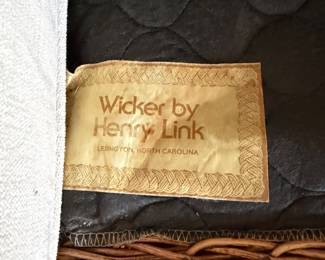 Wicker by
Henry Link
LEXINGTON, NORTH CAROLINA